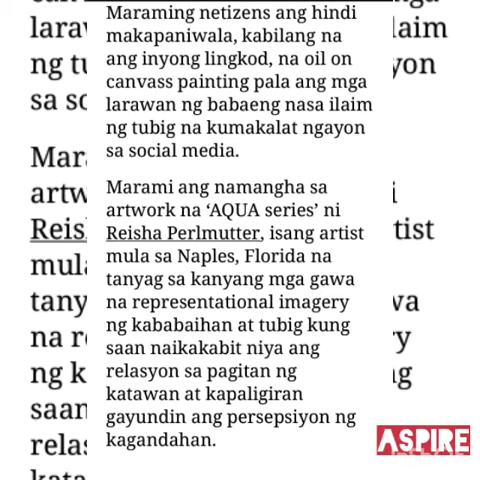 Maraming netizens ang hindi
makapaniwala, kabilang na
ang inyong lingkod, na oil on
canvass painting pala ang mga
larawan ng babaeng nasa ilaim
ng tubig na kumakalat ngayon
sa social media.
Marami ang namangha sa
artwork na ‘AQUA series’ ni
Reisha Perlmutter, isang artist
mula sa Naples, Florida na
tanyag sa kanyang mga gawa
na representational imagery
ng kababaihan at tubig kung
saan naikakabit niya ang
relasyon sa pagitan ng
katawan at kapaligiran
gayundin ang persepsiyon ng
kagandahan.
ASPIRE